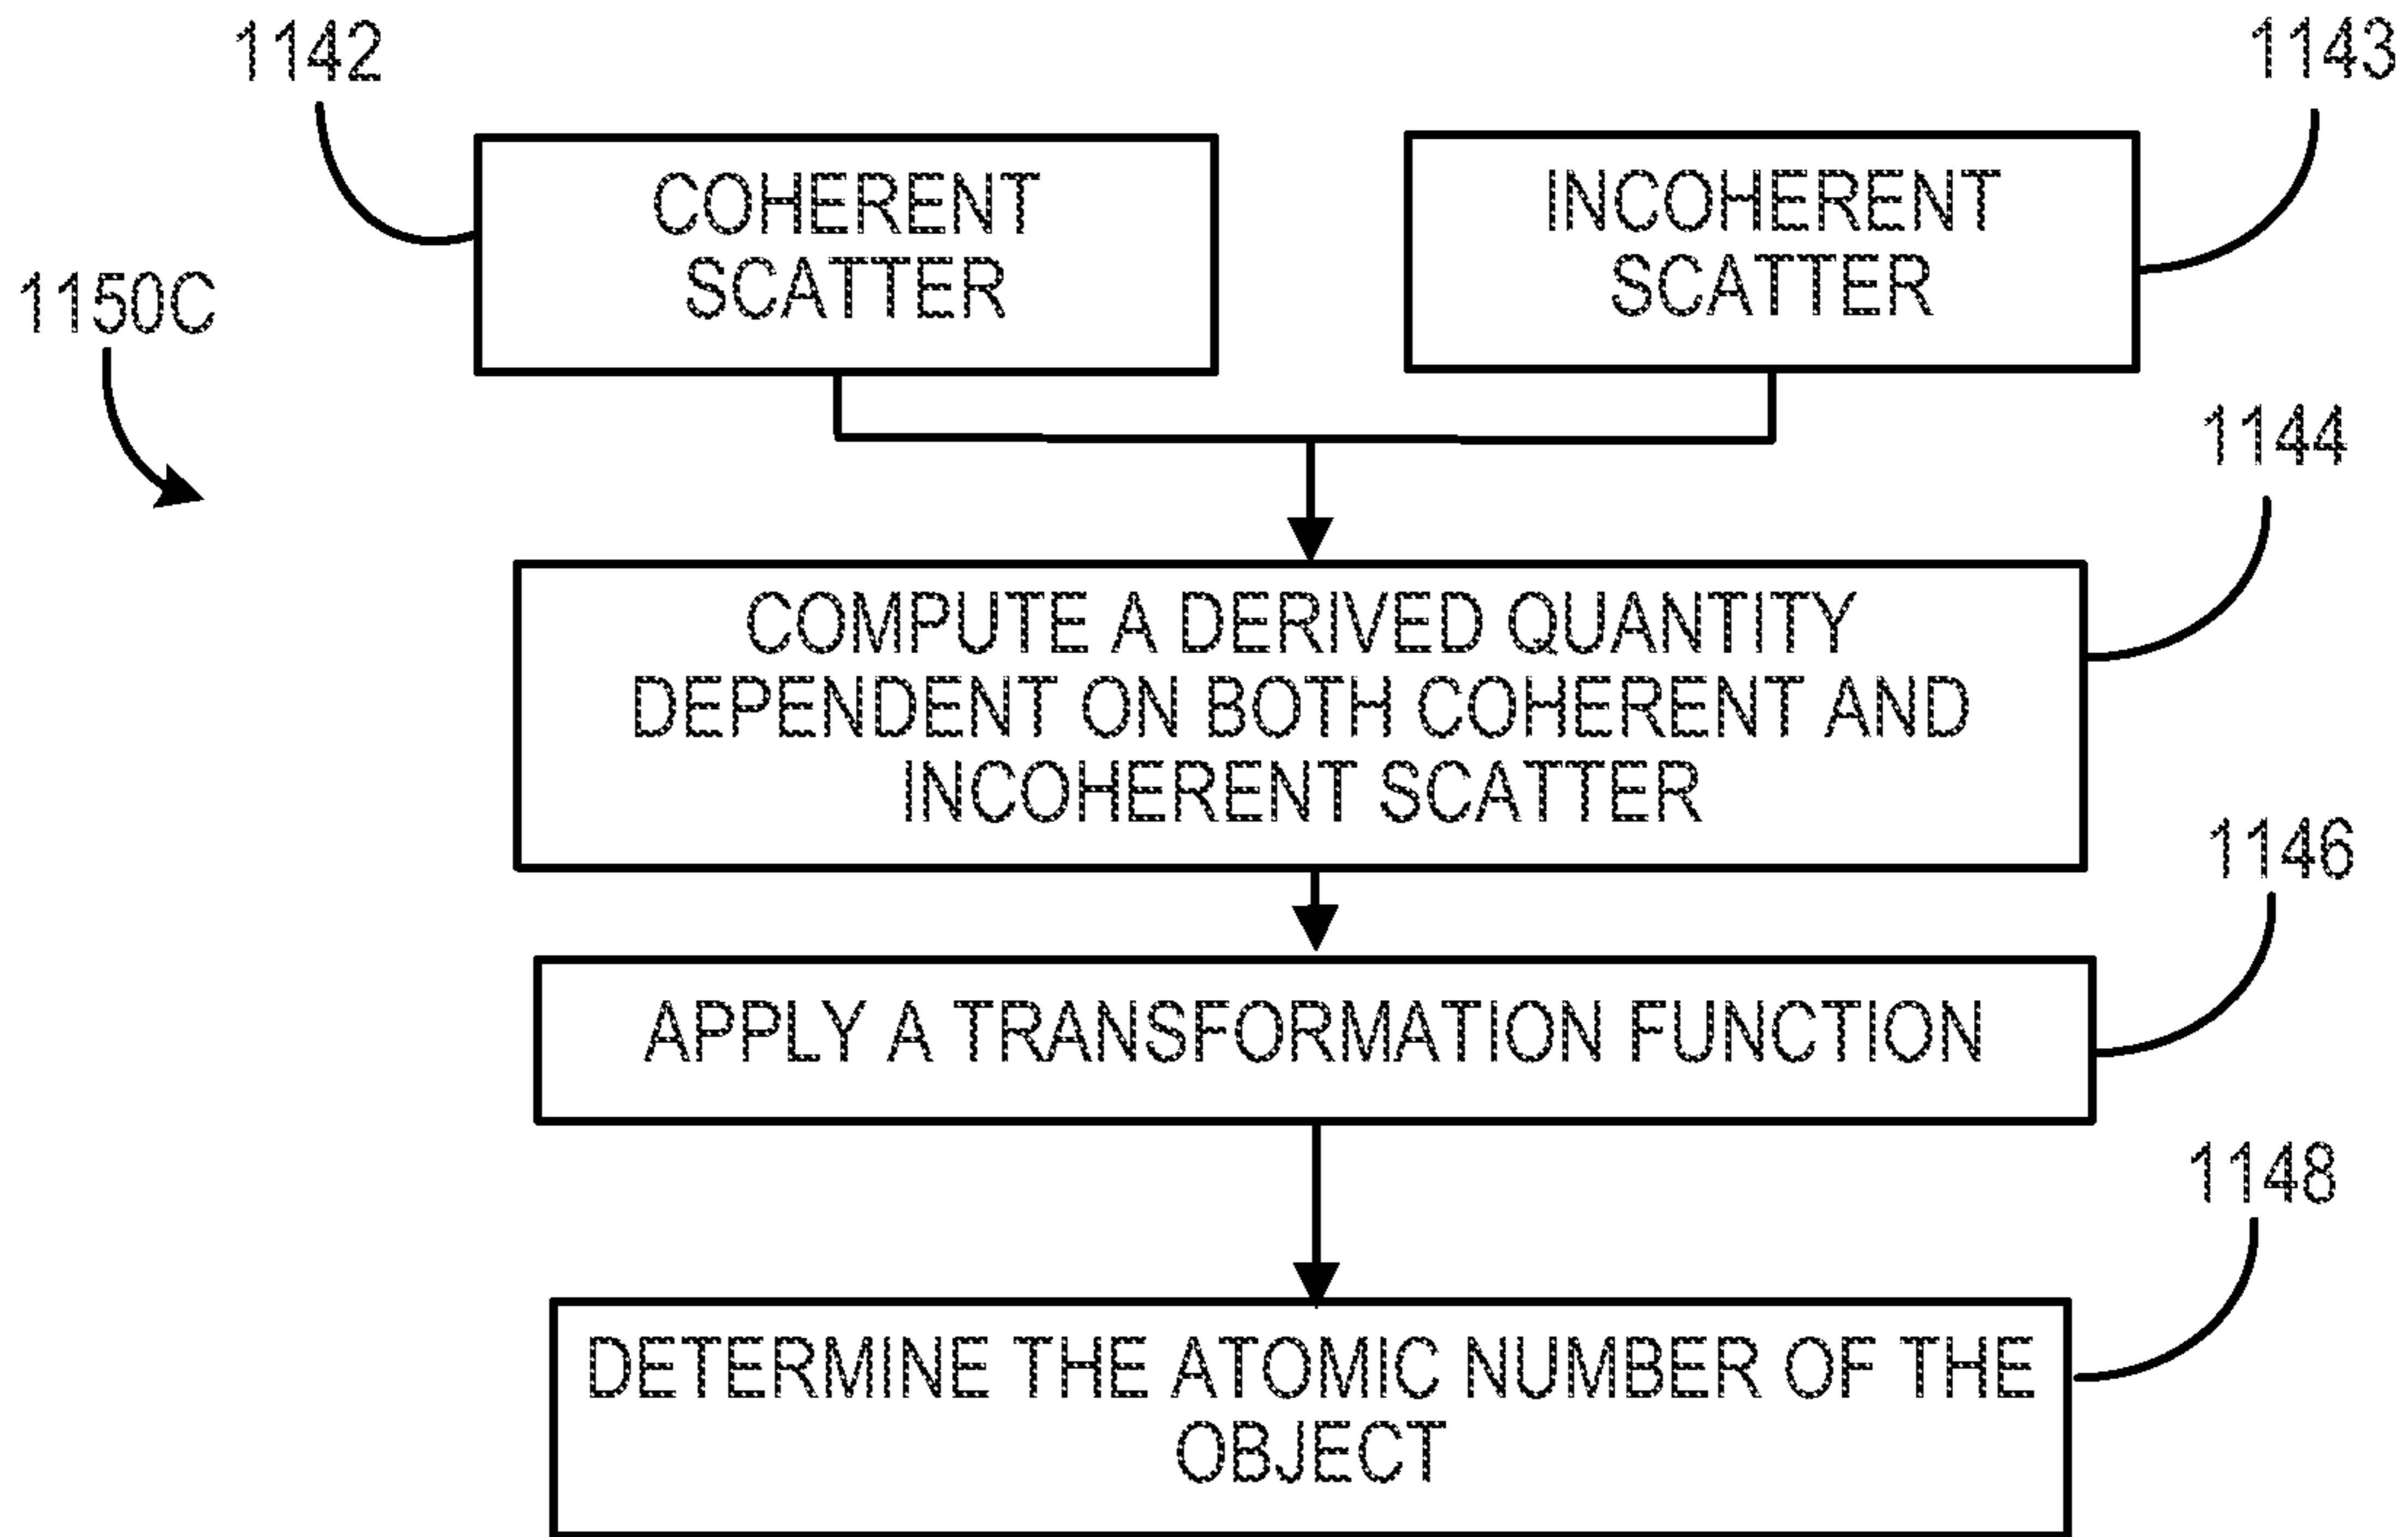 1142
1143
COHERENT
SCATTER
INCOHERENT
SCATTER
1150C
1144
COMPUTE A DERIVED QUANTITY
DEPENDENT ON BOTH COHERENT AND
INCOHERENT SCATTER
1146
APPLY A TRANSFORMATION FUNCTION
1148
DETERMINE THE ATOMIC NUMBER OF THE
OBJECT